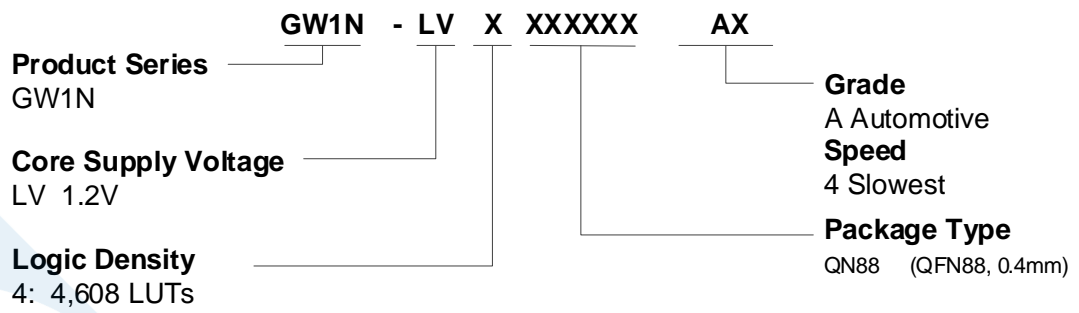 GW1N - LV X XXXXXX AX
Product Series
GW1N
Core Supply Voltage
LV 1.2V
Logic Density
4: 4,608 LUTs
Grade
A Automotive
Speed
4 Slowest
Package Type
QN88 (QFN88, 0.4mm)